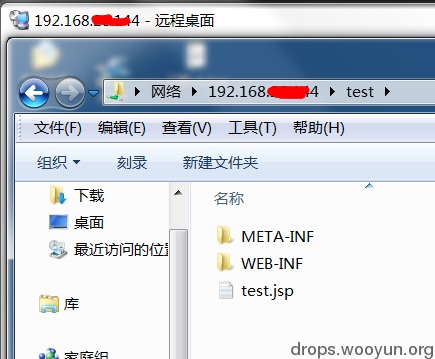 192.168. 144 - 远程桌面
网络 192.168. 4 test
文件(F) 编辑(E) 查看(V) 工具(T) 帮助(H)
组织 刻录 新建文件夹
下载
桌面
最近访问的位置
库
家庭组
名称
META-INF
WEB-INF
test.jsp
drops.wooyun.org